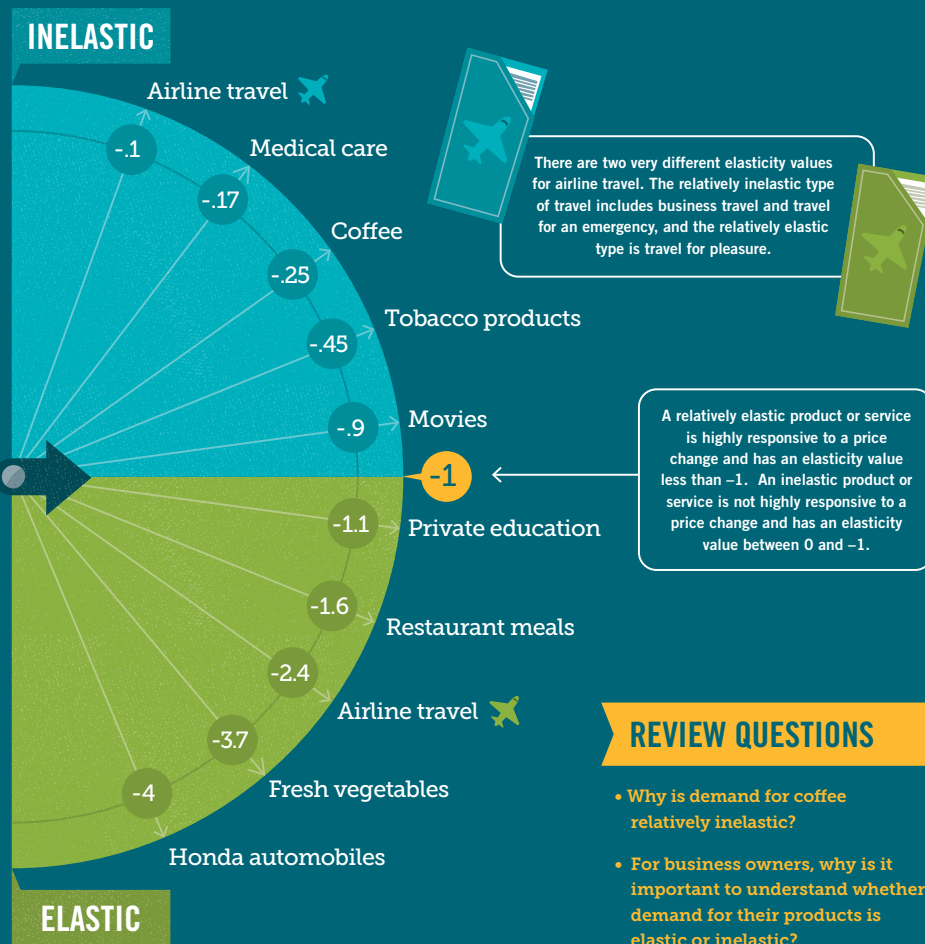 INELASTIC
Airline travel
-.1
Medical care
-.17
Coffee
-.25
Tobacco products
-.45
Movies
-.9
-1
Private education
-1.1
Restaurant meals
-1.6
Airline travel
-2.4
Fresh vegetables
-3.7
Honda automobiles
-4
ELASTIC
There are two very different elasticity values
for airline travel. The relatively inelastic type
of travel includes business travel and travel
for an emergency, and the relatively elastic
type is travel for pleasure.
A relatively elastic product or service
is highly responsive to a price
change and has an elasticity value
less than –1. An inelastic product or
service is not highly responsive to a
price change and has an elasticity
value between 0 and –1.
REVIEW QUESTIONS
• Why is demand for coffee
relatively inelastic?
• For business owners, why is it
important to understand whether
demand for their products is
elastic or inelastic?